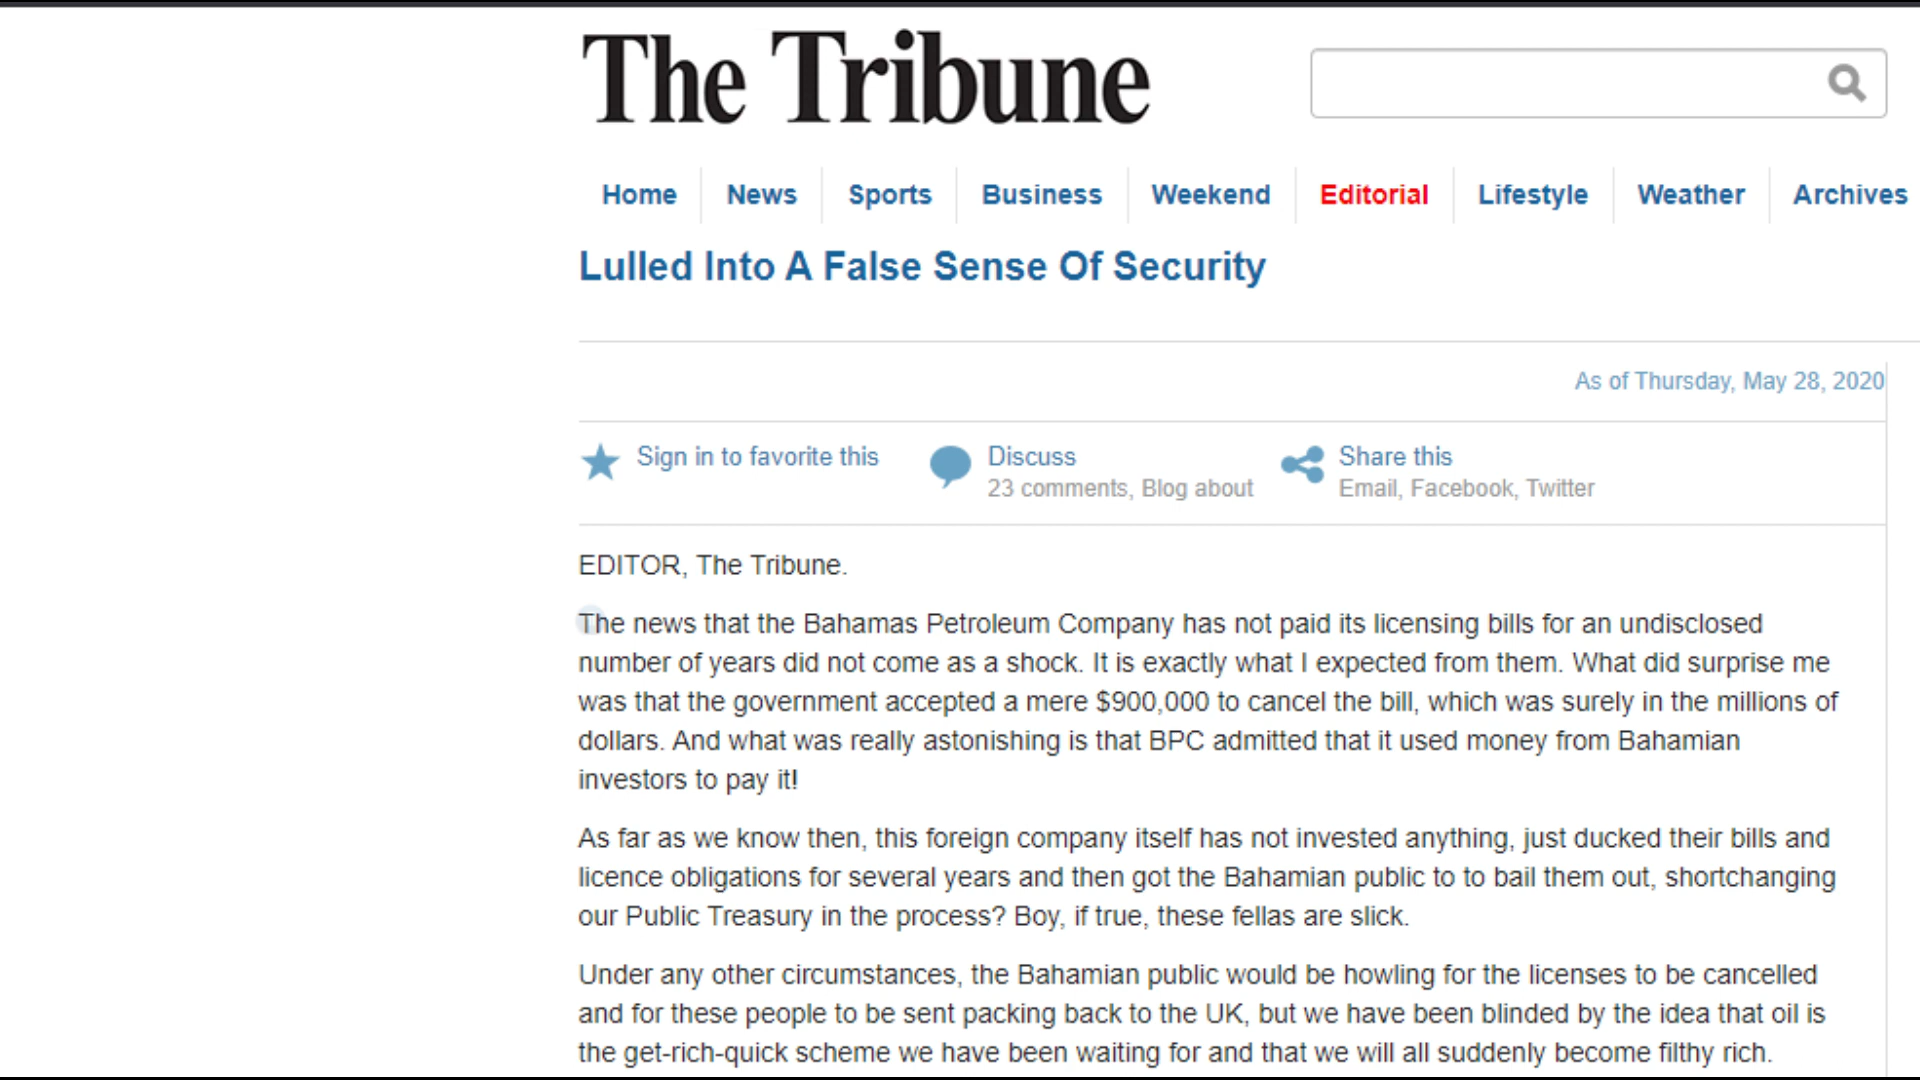 The Tribune
Home News Sports Business Weekend Editorial Lifestyle Weather Archives
Lulled Into A False Sense Of Security
As of Thursday, May 28, 2020
Sign in to favorite this
Discuss
23 comments, Blog about
Share this
Email, Facebook, Twitter
EDITOR, The Tribune.
The news that the Bahamas Petroleum Company has not paid its licensing bills for an undisclosed
number of years did not come as a shock. It is exactly what I expected from them. What did surprise me
was that the government accepted a mere $900,000 to cancel the bill, which was surely in the millions of
dollars. And what was really astonishing is that BPC admitted that it used money from Bahamian
investors to pay it!
As far as we know then, this foreign company itself has not invested anything, just ducked their bills and
licence obligations for several years and then got the Bahamian public to to bail them out, shortchanging
our Public Treasury in the process? Boy, if true, these fellas are slick.
Under any other circumstances, the Bahamian public would be howling for the licenses to be cancelled
and for these people to be sent packing back to the UK, but we have been blinded by the idea that oil is
the get-rich-quick scheme we have been waiting for and that we will all suddenly become filthy rich.